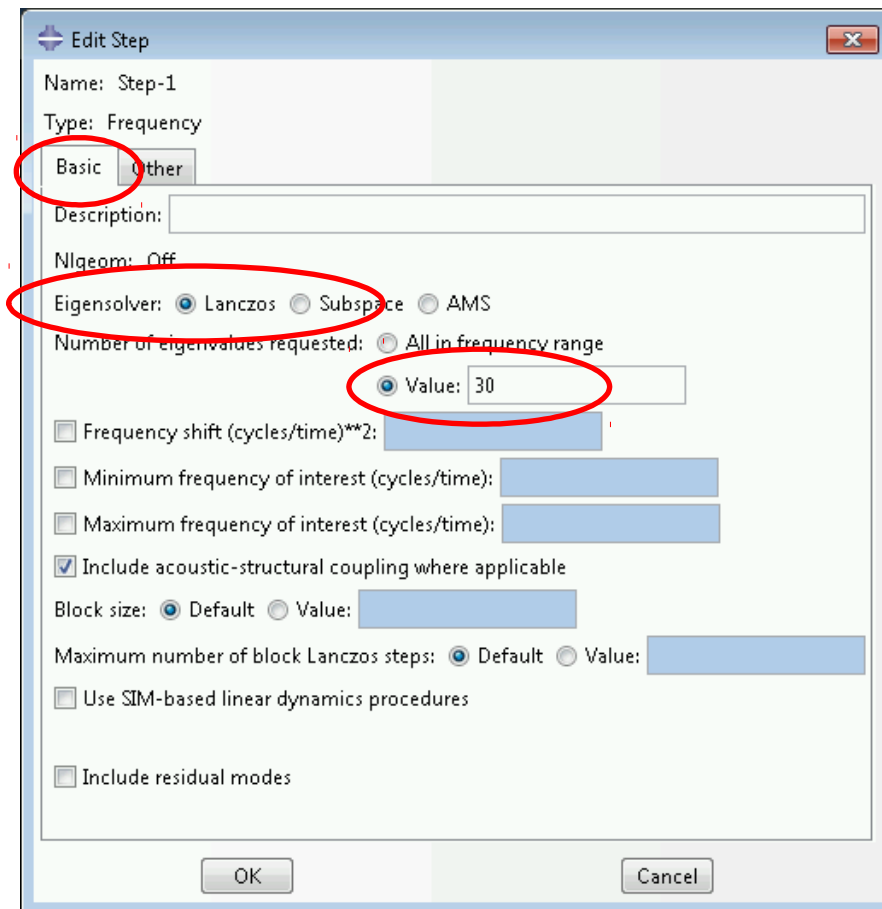 Edit Step
Name: Step-1
Type: Frequency
Basic Other
Description:
Nlgeom: Off
Eigensolver: Lanczos Subspace AMS
Number of eigenvalues requested: All in frequency range
Value: 30
Frequency shift (cycles/time)**2:
Minimum frequency of interest (cycles/time):
Maximum frequency of interest (cycles/time):
Include acoustic-structural coupling where applicable
Block size: Default Value:
Maximum number of block Lanczos steps: Default Value:
Use SIM-based linear dynamics procedures
Include residual modes
OK Cancel